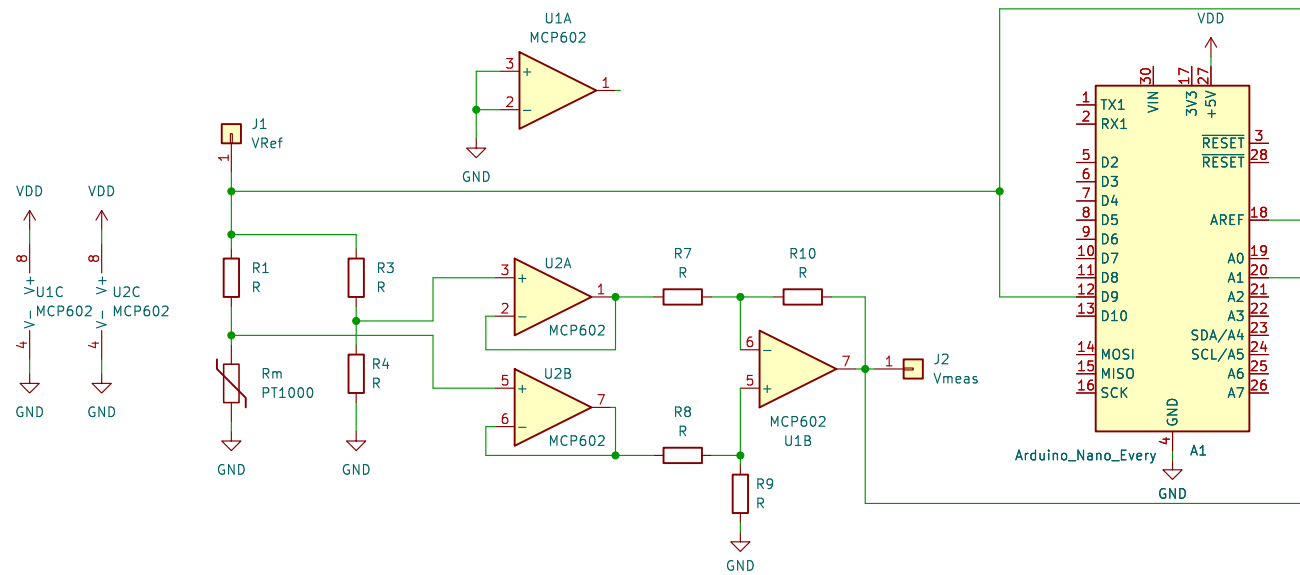 U1A
MCP602
3
+
2
−
1
GND
J1
VRef
1
VDD
8
V+
U1C
MCP602
V−
4
GND
VDD
8
V+
U2C
MCP602
V−
4
GND
R1
R
Rm
PT1000
GND
R3
R
R4
R
GND
U2A
3
+
2
−
1
MCP602
U2B
5
+
6
−
7
MCP602
R7
R
R10
R
R8
R
R9
R
GND
6
−
5
+
7
MCP602
U1B
1
J2
Vmeas
VDD
30
17
27
VIN
3V3
+5V
1 TX1
2 RX1
5 D2
6 D3
7 D4
8 D5
9 D6
10 D7
11 D8
12 D9
13 D10
14 MOSI
15 MISO
16 SCK
RESET 3
RESET 28
AREF 18
A0 19
A1 20
A2 21
A3 22
SDA/A4 23
SCL/A5 24
A6 25
A7 26
GND
4
Arduino_Nano_Every
A1
GND